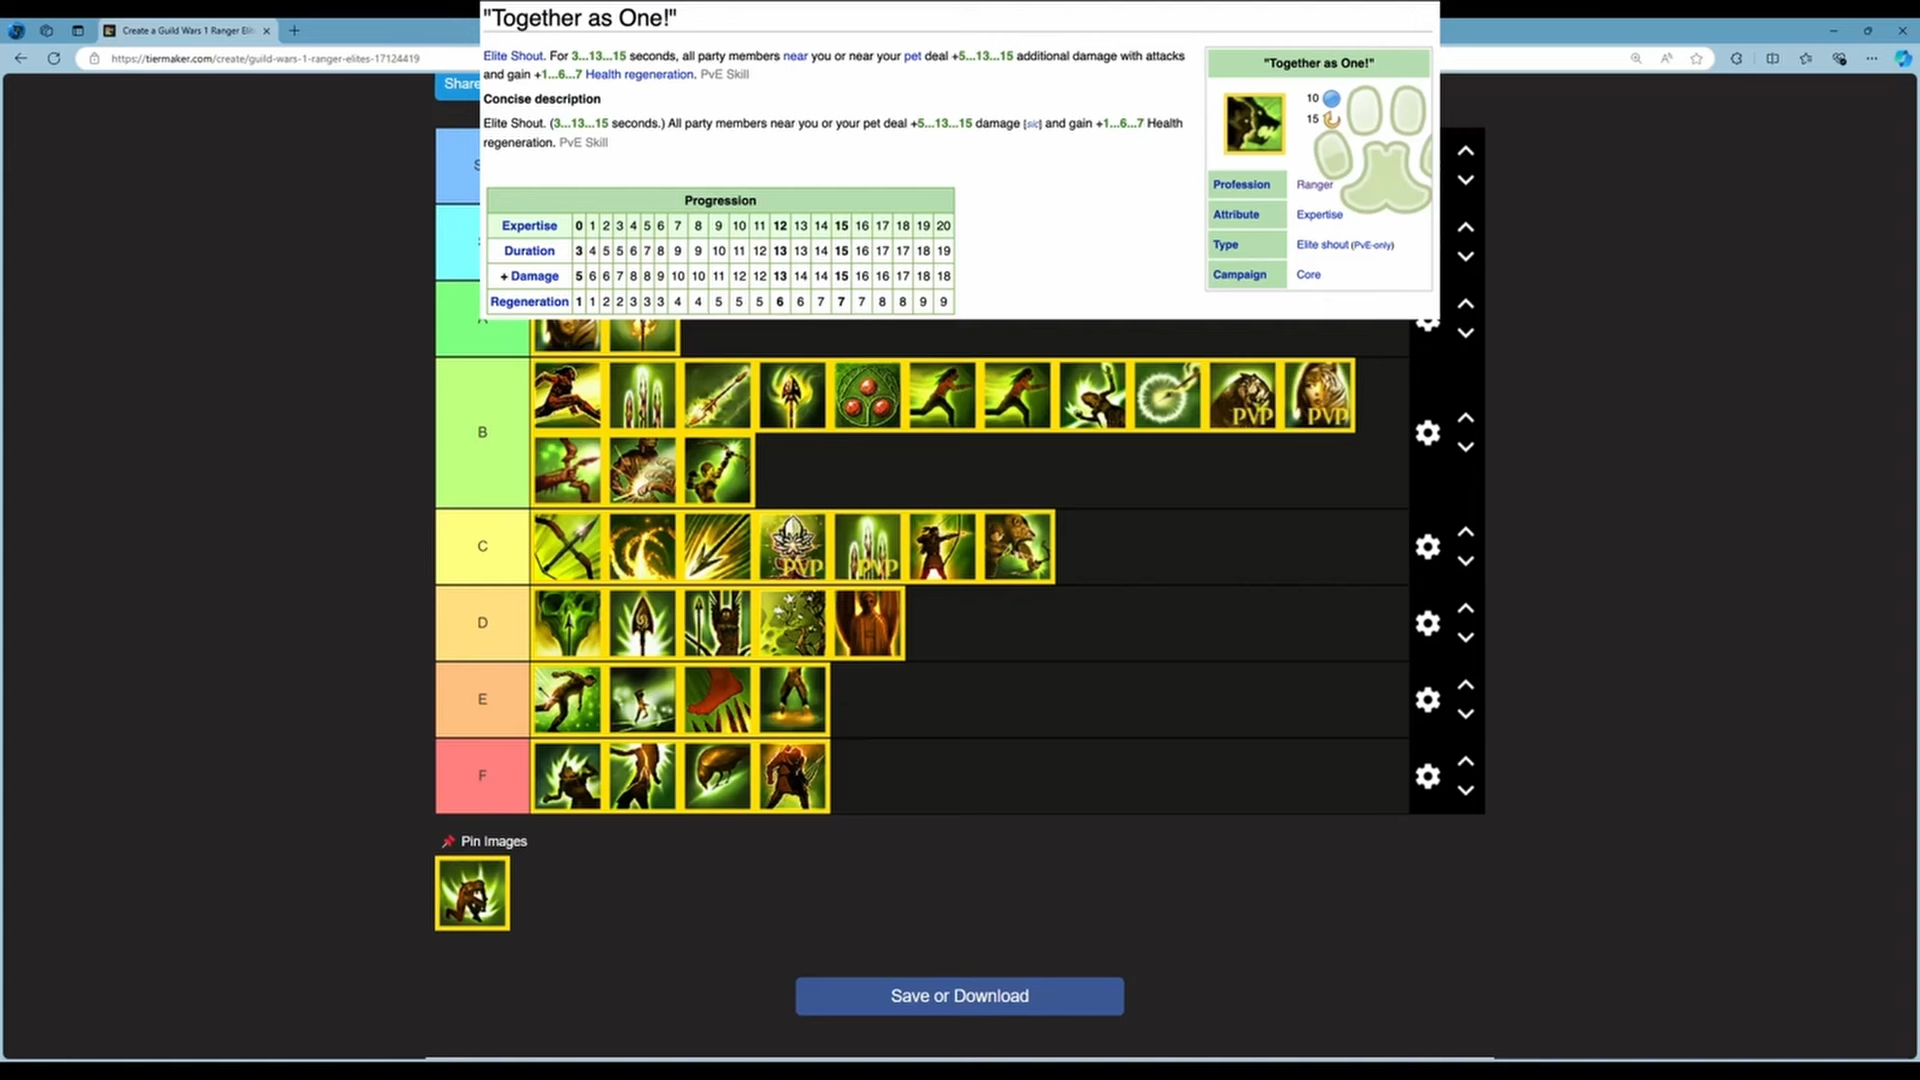 Create a Guild Wars 1 Ranger Elit
https://tiermaker.com/create/guild-wars-1-ranger-elites-17124419
"Together as One!"
Elite Shout. For 3...13...15 seconds, all party members near you or near your pet deal +5...13...15 additional damage with attacks
and gain +1...6...7 Health regeneration. PvE Skill
Concise description
Elite Shout. (3...13...15 seconds.) All party members near you or your pet deal +5...13...15 damage [sic] and gain +1...6...7 Health
regeneration. PvE Skill
Progression
Expertise 0 1 2 3 4 5 6 7 8 9 10 11 12 13 14 15 16 17 18 19 20
Duration 3 4 5 5 6 7 8 9 9 10 11 12 13 13 14 15 16 17 17 18 19
+ Damage 5 6 6 7 8 8 9 10 10 11 12 12 13 14 14 15 16 16 17 18 18
Regeneration 1 1 2 2 3 3 3 4 4 5 5 5 6 6 7 7 7 8 8 9 9
"Together as One!"
10
15
Profession Ranger
Attribute Expertise
Type Elite shout (PvE-only)
Campaign Core
Share
B
PVP
PVP
C
PVP
PVP
D
E
F
Pin Images
Save or Download